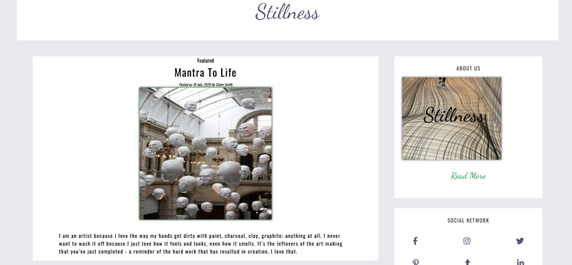 Stillness
Featured
Mantra To Life
Posted on 16 July, 2020 by Claire Smith
I am an artist because I love the way my hands get dirty with paint, charcoal, clay, graphite; anything at all. I never
want to wash it off because I just love how it feels and looks, even how it smells. It's the leftovers of the art-making
that you've just completed - a reminder of the hard work that has resulted in creation. I love that.
ABOUT US
Stillness
Read More
SOCIAL NETWORK